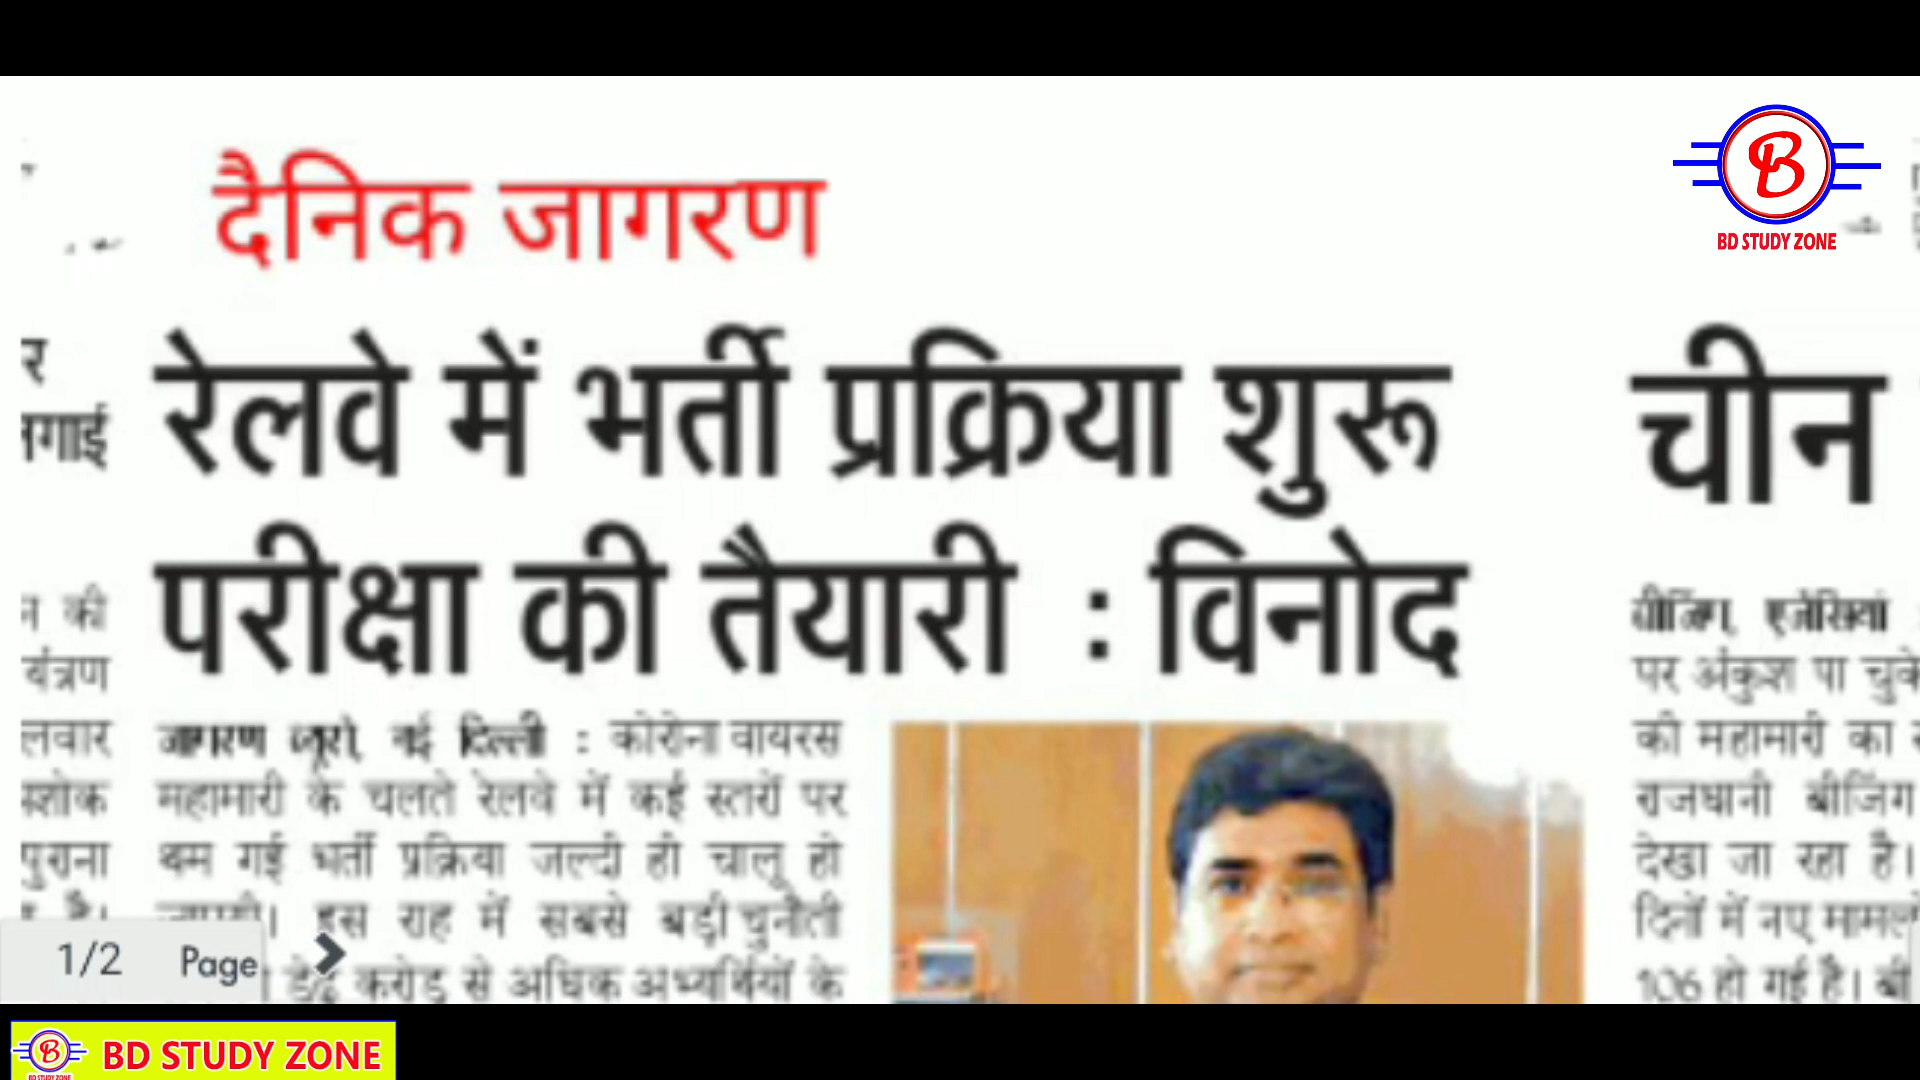 BD STUDY ZONE
दैनिक जागरण
रेलवे में भर्ती प्रक्रिया शुरू
परीक्षा की तैयारी : विनोद
जागरण ब्यूरो, नई दिल्ली : कोरोना वायरस
महामारी के चलते रेलवे में कई स्तरों पर
थम गई भर्ती प्रक्रिया जल्दी ही चालू हो
इस राह में सबसे बड़ी चुनौती
डेढ़ करोड़ से अधिक अभ्यर्थियों के
र
गाई
न की
यंत्रण
लवार
शोक
पुराना
है।
चीन
बीजिंग, एजेंसियां
पर अंकुश पा चुके
की महामारी का
राजधानी बीजिंग
देखा जा रहा है।
दिनों में नए मामलों
106 हो गई है। बी
1/2 Page
BD STUDY ZONE